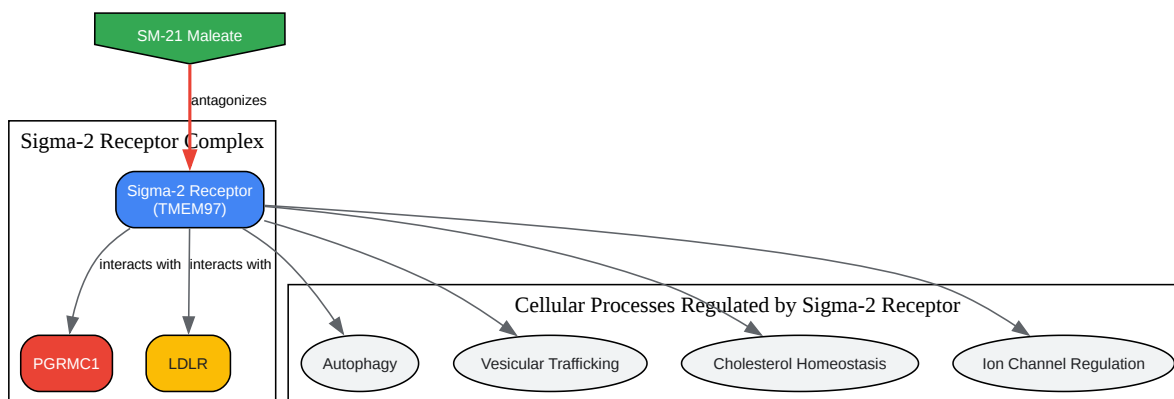 SM-21 Maleate
antagonizes
Sigma-2 Receptor Complex
Sigma-2 Receptor
(TMEM97)
interacts with
interacts with
Cellular Processes Regulated by Sigma-2 Receptor
PGRMC1
LDLR
Autophagy
Vesicular Trafficking
Cholesterol Homeostasis
Ion Channel Regulation